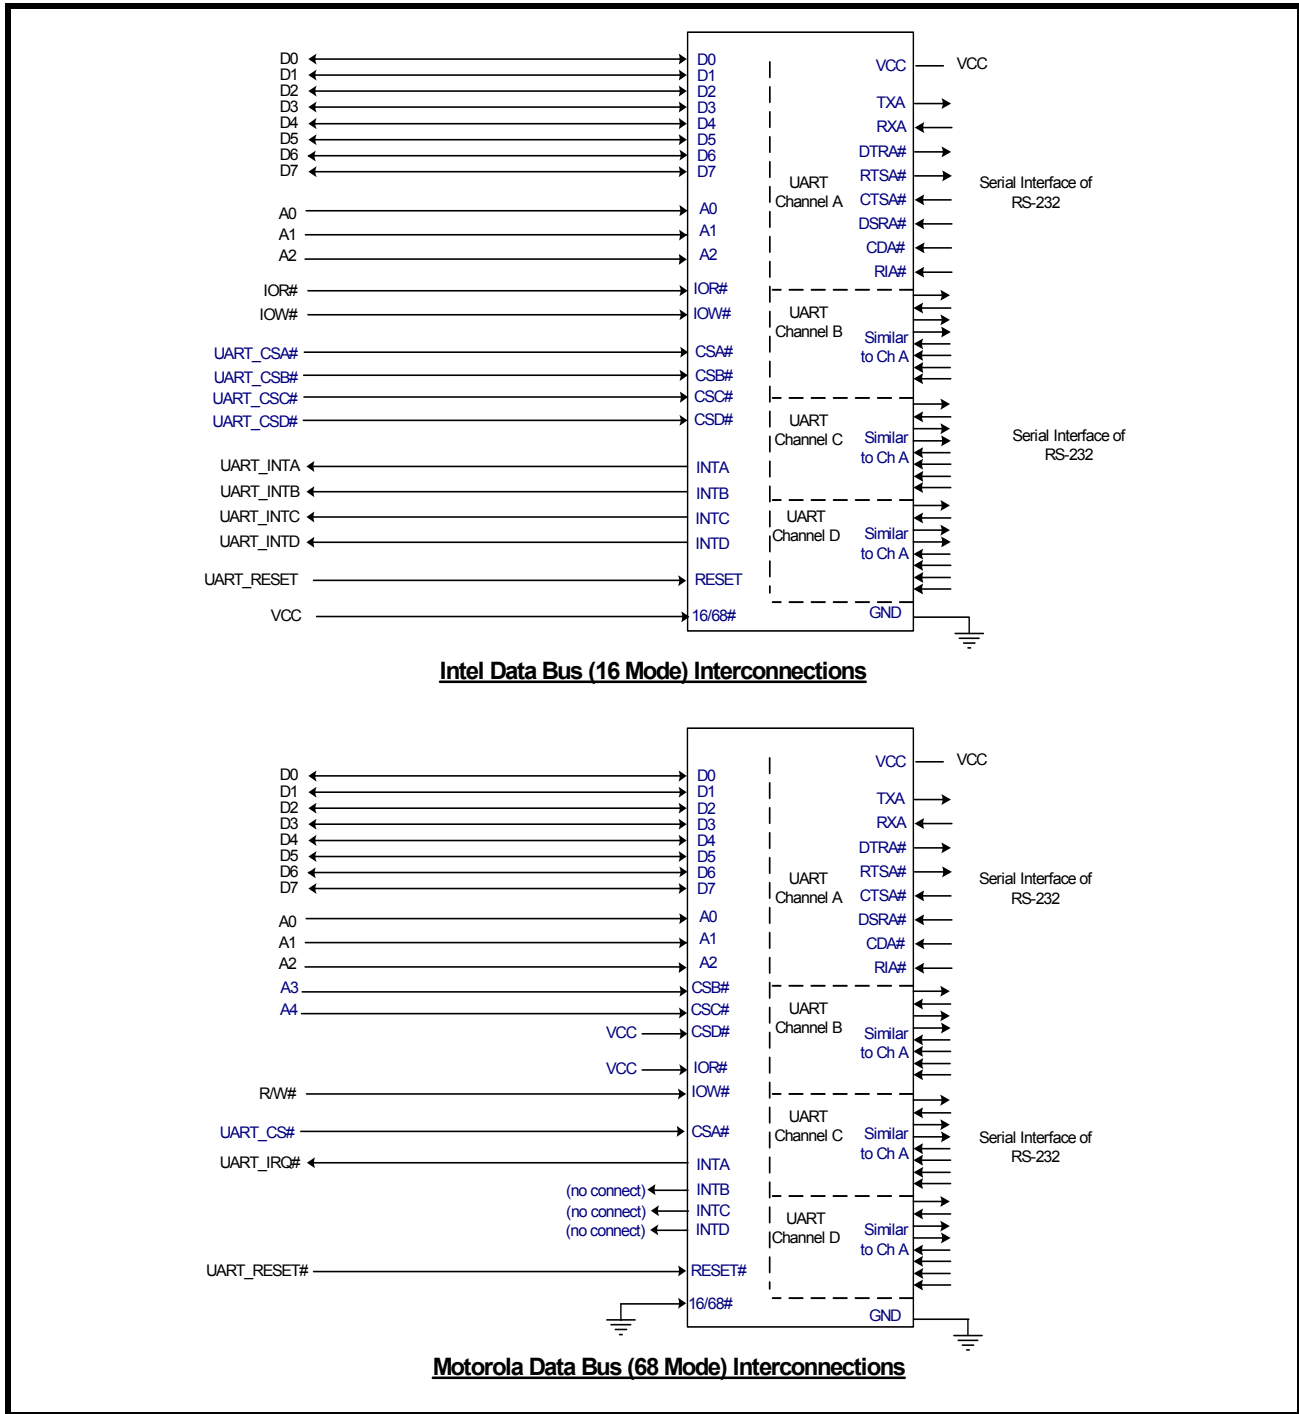 D0 D0
D1 D1
D2 D2
D3 D3
D4 D4
D5 D5
D6 D6
D7 D7
A0 A0
A1 A1
A2 A2
IOR# IOR#
IOW# IOW#
UART_CSA# CSA#
UART_CSB# CSB#
UART_CSC# CSC#
UART_CSD# CSD#
UART_INTA INTA
UART_INTB INTB
UART_INTC INTC
UART_INTD INTD
UART_RESET RESET
VCC 16/68#
UART
Channel A
UART
Channel B
UART
Channel C
UART
Channel D
VCC VCC
TXA
RXA
DTRA#
RTSA#
CTSA#
DSRA#
CDA#
RIA#
Similar
to Ch A
Similar
to Ch A
Similar
to Ch A
GND
Serial Interface of
RS-232
Serial Interface of
RS-232
Intel Data Bus (16 Mode) Interconnections
D0 D0
D1 D1
D2 D2
D3 D3
D4 D4
D5 D5
D6 D6
D7 D7
A0 A0
A1 A1
A2 A2
A3 CSB#
A4 CSC#
VCC CSD#
VCC IOR#
R/W# IOW#
UART_CS# CSA#
UART_IRQ# INTA
(no connect) INTB
(no connect) INTC
(no connect) INTD
UART_RESET# RESET#
16/68#
UART
Channel A
UART
Channel B
UART
Channel C
UART
Channel D
VCC VCC
TXA
RXA
DTRA#
RTSA#
CTSA#
DSRA#
CDA#
RIA#
Similar
to Ch A
Similar
to Ch A
Similar
to Ch A
GND
Serial Interface of
RS-232
Serial Interface of
RS-232
Motorola Data Bus (68 Mode) Interconnections